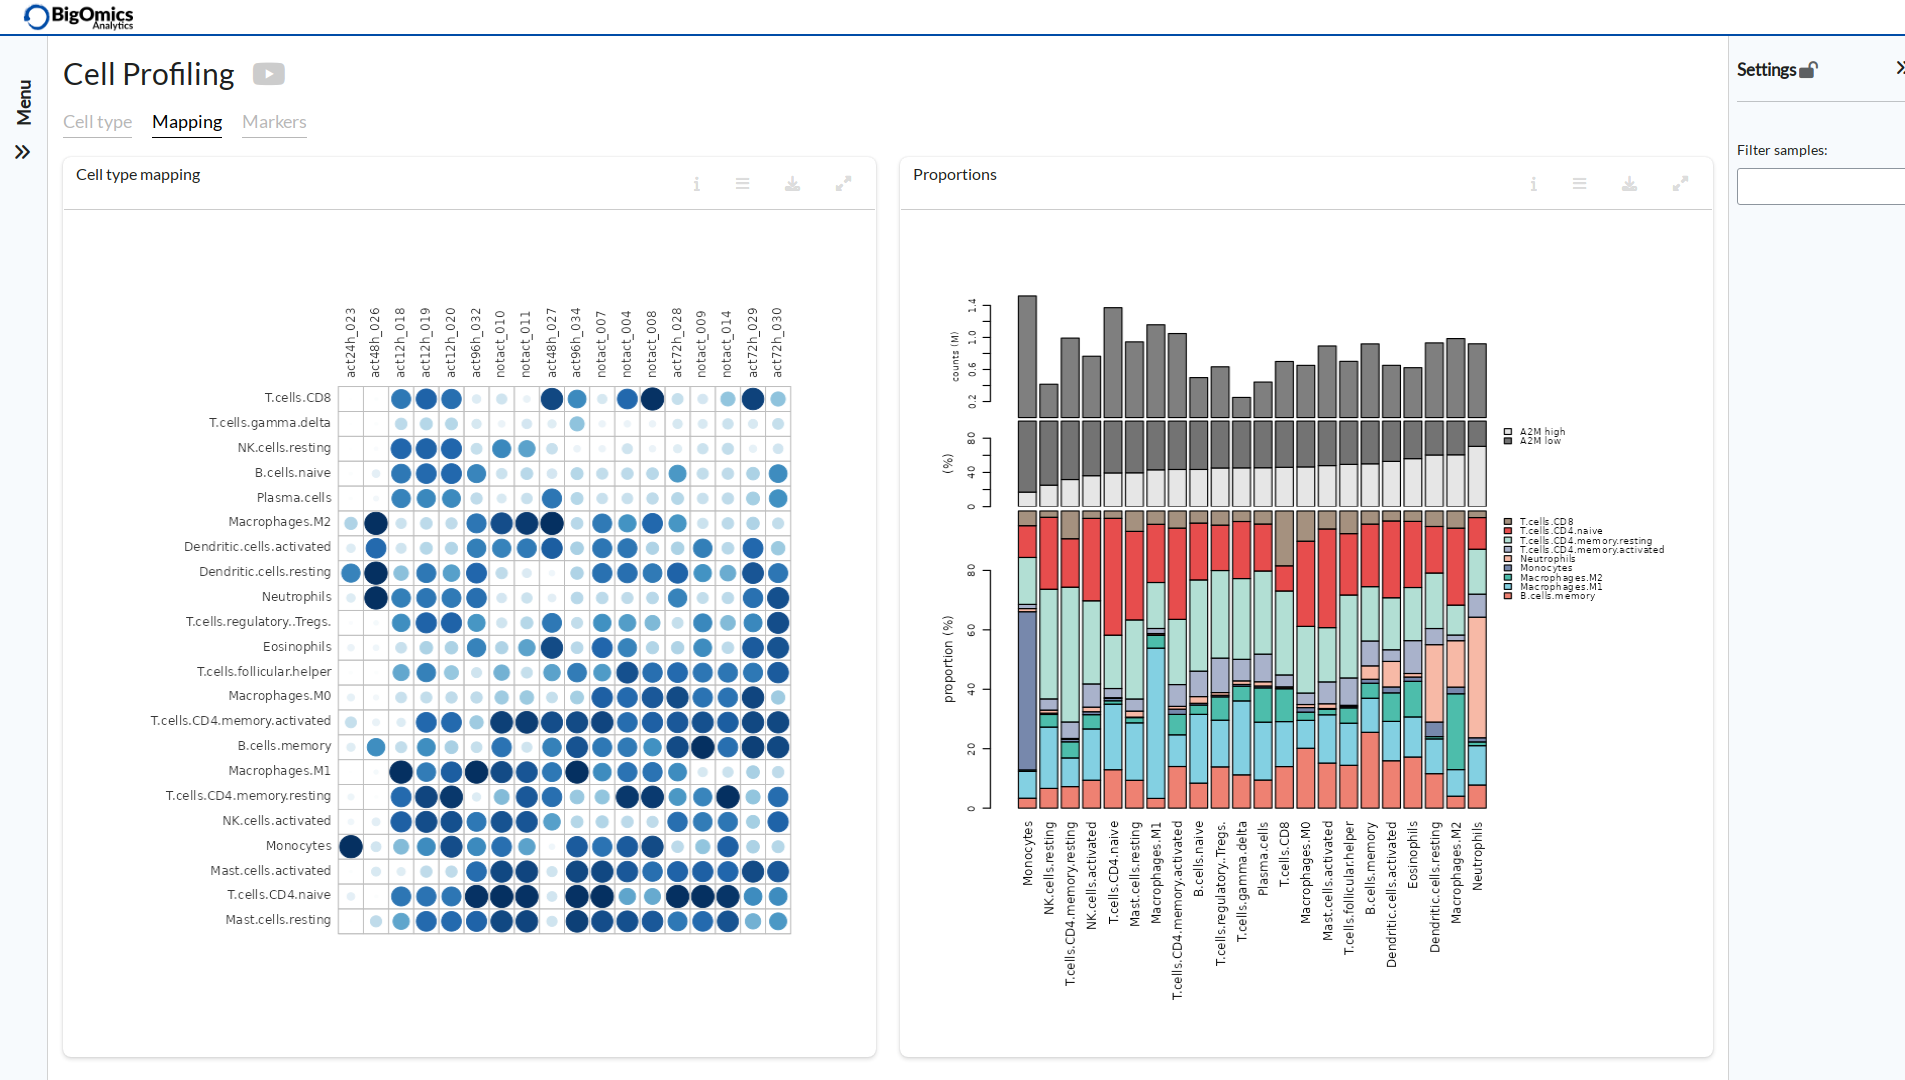 BigOmics
Analytics
Menu
Cell Profiling
Cell type
Mapping
Markers
Settings
Filter samples:
Cell type mapping
act24h_023
act48h_026
act12h_018
act12h_019
act12h_020
act96h_032
notact_010
notact_011
act48h_027
act96h_034
notact_007
notact_004
notact_008
act72h_028
notact_009
notact_014
act72h_029
act72h_030
T.cells.CD8
T.cells.gamma.delta
NK.cells.resting
B.cells.naive
Plasma.cells
Macrophages.M2
Dendritic.cells.activated
Dendritic.cells.resting
Neutrophils
T.cells.regulatory..Tregs.
Eosinophils
T.cells.follicular.helper
Macrophages.M0
T.cells.CD4.memory.activated
B.cells.memory
Macrophages.M1
T.cells.CD4.memory.resting
NK.cells.activated
Monocytes
Mast.cells.activated
T.cells.CD4.naive
Mast.cells.resting
Proportions
counts (M)
1.4
1.0
0.6
0.2
(%)
80
40
0
A2M high
A2M low
proportion (%)
80
60
40
20
0
T.cells.CD8
T.cells.CD4.naive
T.cells.CD4.memory.resting
T.cells.CD4.memory.activated
Neutrophils
Monocytes
Macrophages.M2
Macrophages.M1
B.cells.memory
Monocytes
NK.cells.resting
T.cells.CD4.memory.resting
NK.cells.activated
T.cells.CD4.naive
Mast.cells.resting
Macrophages.M1
T.cells.CD4.memory.activated
B.cells.naive
T.cells.regulatory..Tregs.
T.cells.gamma.delta
Plasma.cells
T.cells.CD8
Macrophages.M0
Mast.cells.activated
T.cells.follicular.helper
B.cells.memory
Dendritic.cells.activated
Eosinophils
Dendritic.cells.resting
Macrophages.M2
Neutrophils